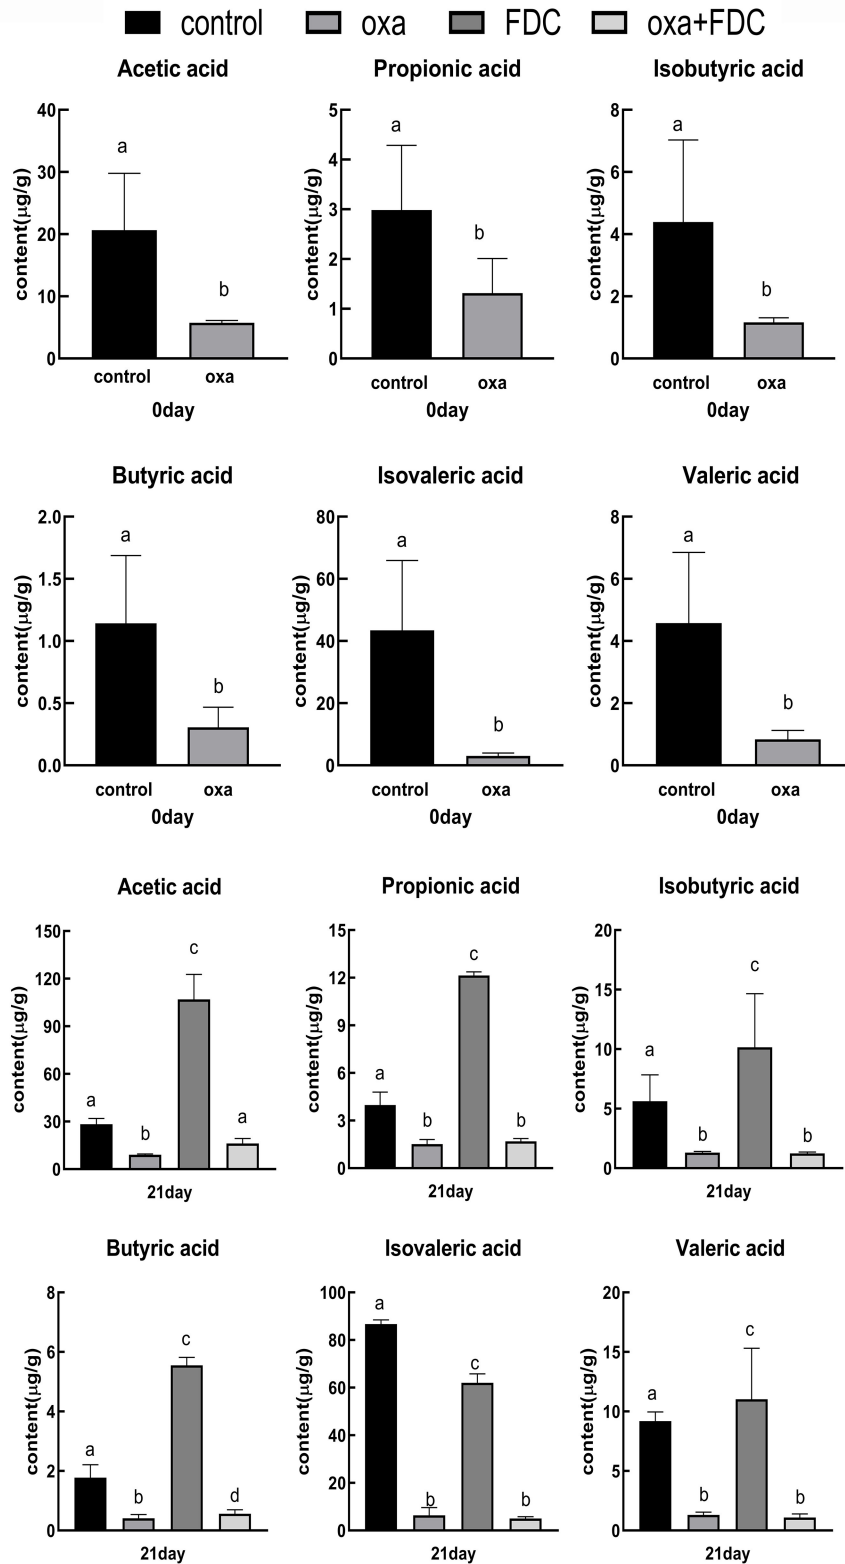 control oxa FDC oxa+FDC
Acetic acid Propionic acid Isobutyric acid
content(μg/g) content(μg/g) content(μg/g)
40 5 8
a a a
30 4 6
3
20 4
b b b
2
10 2
1
0 0 0
control oxa control oxa control oxa
0day 0day 0day
Butyric acid Isovaleric acid Valeric acid
content(μg/g) content(μg/g) content(μg/g)
2.0 80 8
a a a
1.5 60 6
1.0 40 4
b b b
0.5 20 2
0.0 0 0
control oxa control oxa control oxa
0day 0day 0day
Acetic acid Propionic acid Isobutyric acid
content(μg/g) content(μg/g) content(μg/g)
150 15 20
c c c
120 12 15
90 9
10
60 6
a b c a a b c b a b c b
30 3 5
0 0 0
21day 21day 21day
Butyric acid Isovaleric acid Valeric acid
content(μg/g) content(μg/g) content(μg/g)
8 100 20
a b c d a b c b a b c b
6 80 15
60
4 10
40
2 20 5
0 0 0
21day 21day 21day